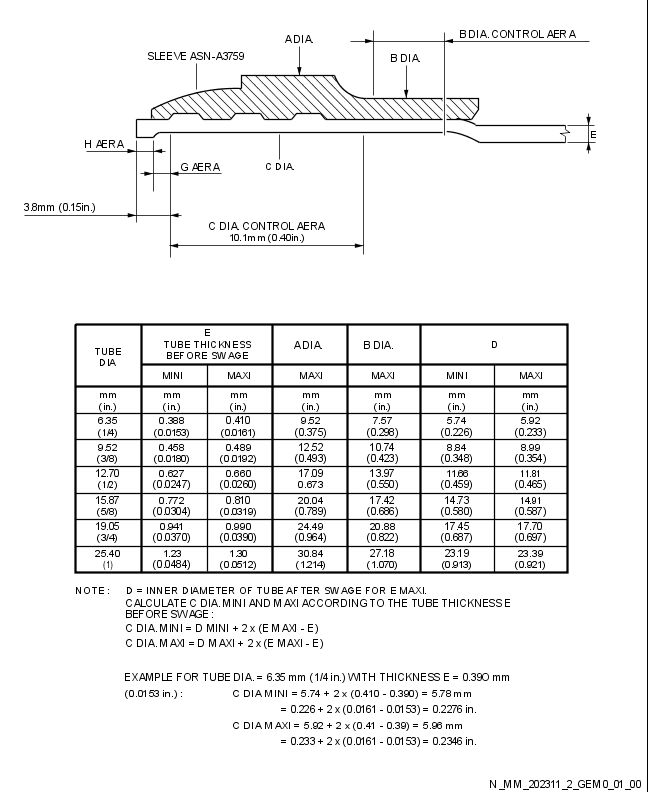 B DIA. CONTROL AERA
A DIA.
B DIA.
SLEEVE ASN-A3759
E
H AERA
G AERA
C DIA.
3.8mm (0.15in.)
C DIA. CONTROL AERA
10.1mm (0.40in.)
TUBE DIA
E
TUBE THICKNESS
BEFORE SWAGE
A DIA.
B DIA.
D
MINI MAXI MAXI MAXI MINI MAXI
mm mm mm mm mm mm mm
(in.) (in.) (in.) (in.) (in.) (in.) (in.)
6.35 0.388 0.410 9.52 7.57 5.74 5.92
(1/4) (0.0153) (0.0161) (0.375) (0.298) (0.226) (0.233)
9.52 0.458 0.489 12.52 10.74 8.84 8.99
(3/8) (0.0180) (0.0192) (0.493) (0.423) (0.348) (0.354)
12.70 0.627 0.660 17.09 13.97 11.66 11.81
(1/2) (0.0247) (0.0260) 0.673 (0.550) (0.459) (0.465)
15.87 0.772 0.810 20.04 17.42 14.73 14.91
(5/8) (0.0304) (0.0319) (0.789) (0.686) (0.580) (0.587)
19.05 0.941 0.990 24.49 20.88 17.45 17.70
(3/4) (0.0370) (0.0390) (0.964) (0.822) (0.687) (0.697)
25.40 1.23 1.30 30.84 27.18 23.19 23.39
(1) (0.0484) (0.0512) (1.214) (1.070) (0.913) (0.921)
NOTE : D = INNER DIAMETER OF TUBE AFTER SWAGE FOR E MAXI.
CALCULATE C DIA. MINI AND MAXI ACCORDING TO THE TUBE THICKNESS E
BEFORE SWAGE :
C DIA. MINI = D MINI + 2 x (E MAXI - E)
C DIA. MAXI = D MAXI + 2 x (E MAXI - E)
EXAMPLE FOR TUBE DIA. = 6.35 mm (1/4 in.) WITH THICKNESS E = 0.390 mm
(0.0153 in.) : C DIA MINI = 5.74 + 2 x (0.410 - 0.390) = 5.78 mm
= 0.226 + 2 x (0.0161 - 0.0153) = 0.2276 in.
C DIA MAXI = 5.92 + 2 x (0.41 - 0.39) = 5.96 mm
= 0.233 + 2 x (0.0161 - 0.0153) = 0.2346 in.
N_MM_202311_2_GEM0_01_00